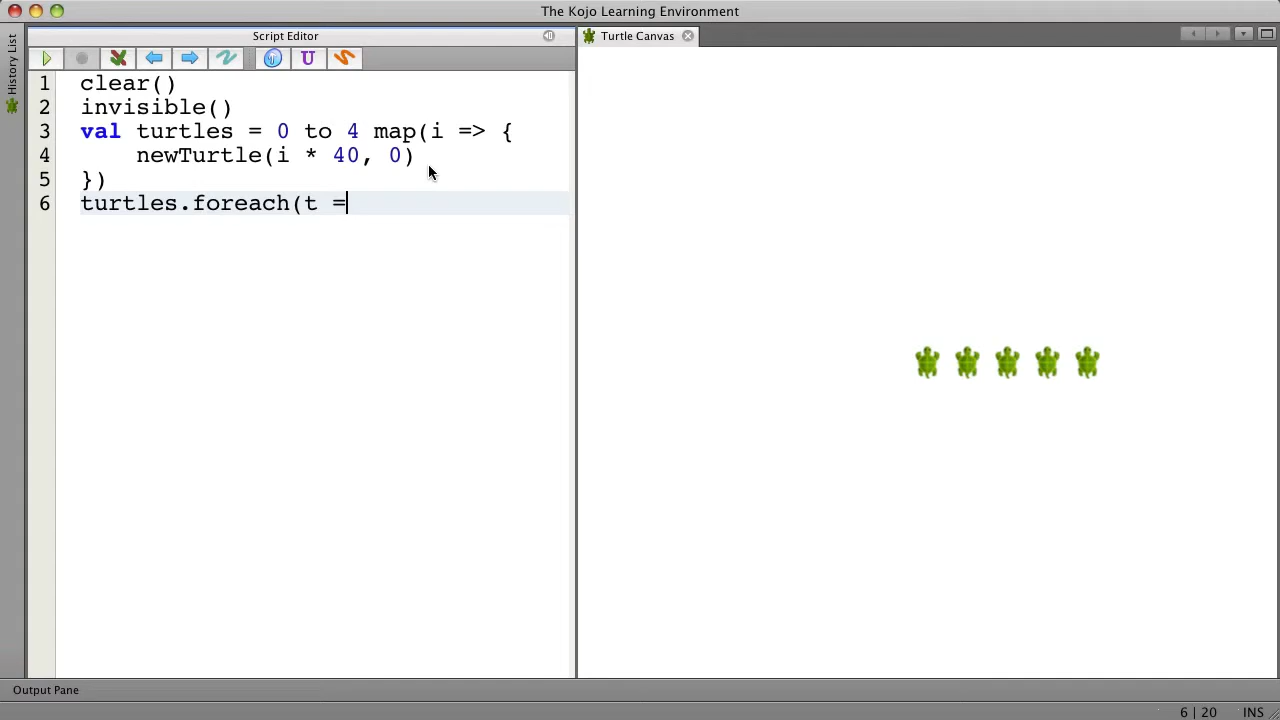 The Kojo Learning Environment
History List
Script Editor
Turtle Canvas
U
1 clear()
2 invisible()
3 val turtles = 0 to 4 map(i => {
4 newTurtle(i * 40, 0)
5 })
6 turtles.foreach(t =
Output Pane
6 | 20 INS